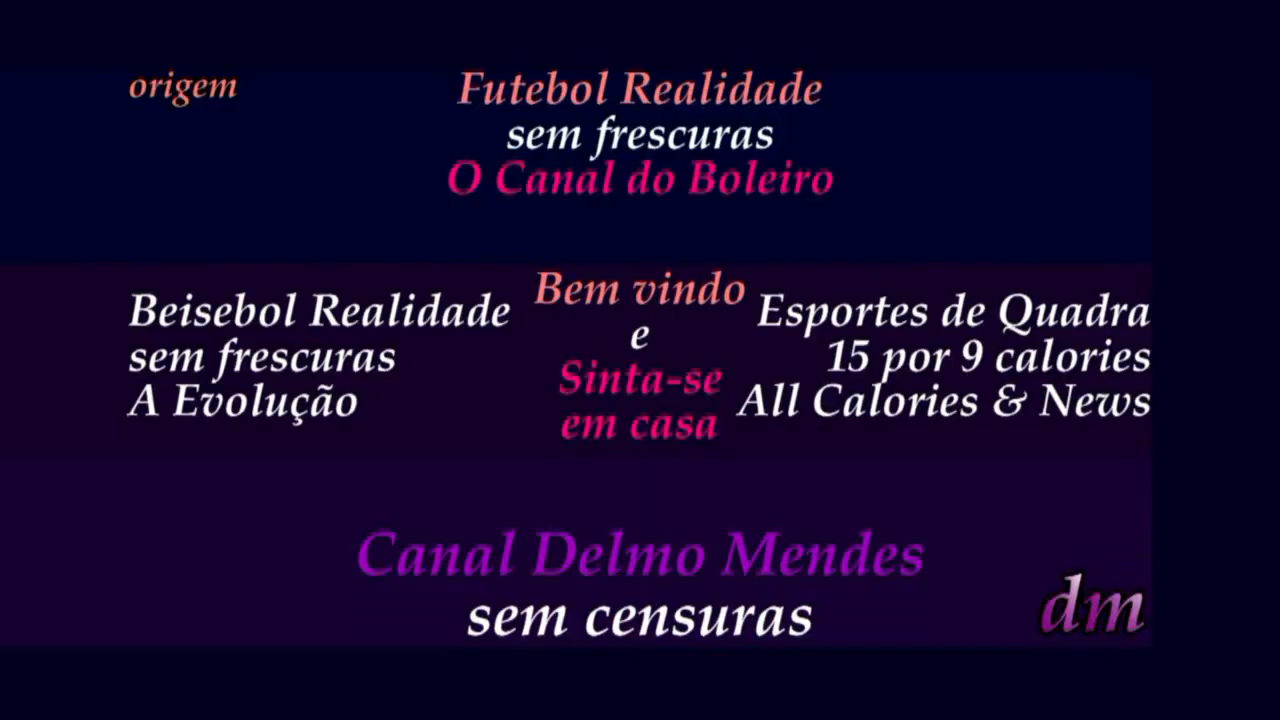 origem
Futebol Realidade
sem frescuras
O Canal do Boleiro
Beisebol Realidade
sem frescuras
A Evolução
Bem vindo
e
Sinta-se
em casa
Esportes de Quadra
15 por 9 calories
All Calories & News
Canal Delmo Mendes
sem censuras
dm